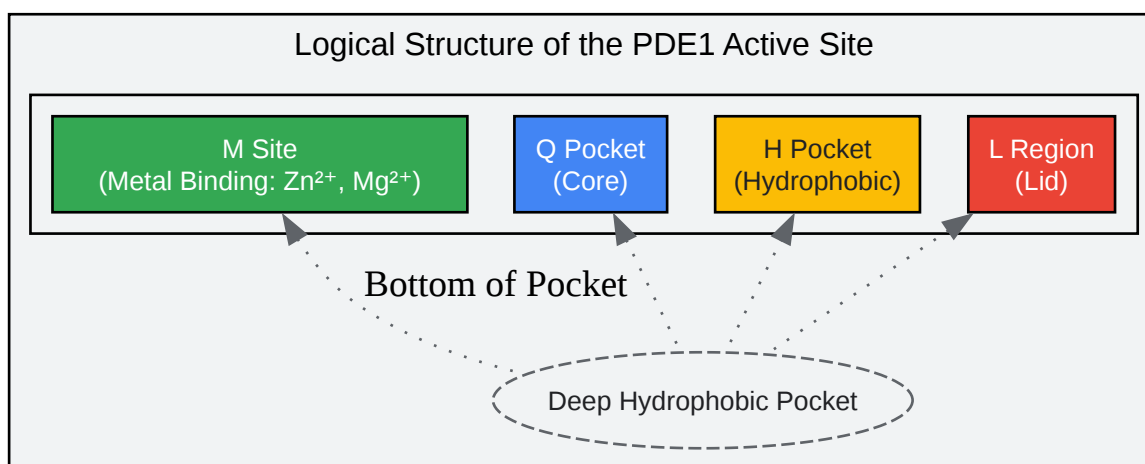 Logical Structure of the PDE1 Active Site
M Site
(Metal Binding: Zn²⁺, Mg²⁺)
Q Pocket
(Core)
H Pocket
(Hydrophobic)
L Region
(Lid)
Bottom of Pocket
Deep Hydrophobic Pocket